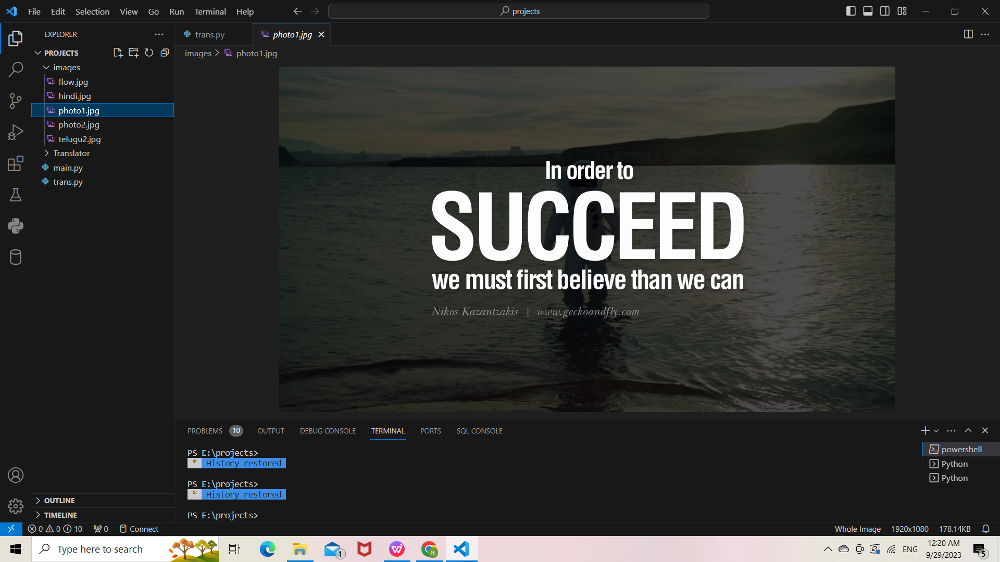 File Edit Selection View Go Run Terminal Help
projects
EXPLORER
PROJECTS
images
flow.jpg
hindi.jpg
photo1.jpg
photo2.jpg
telugu2.jpg
Translator
main.py
trans.py
OUTLINE
TIMELINE
trans.py photo1.jpg
images > photo1.jpg
In order to
SUCCEED
we must first believe than we can
Nikos Kazantzakis | www.geckoandfly.com
PROBLEMS 10 OUTPUT DEBUG CONSOLE TERMINAL PORTS SQL CONSOLE
PS E:\projects>
* History restored
PS E:\projects>
* History restored
PS E:\projects>
powershell
Python
Python
0 0 10 0 Connect
Whole Image 1920x1080 178.14KB
Type here to search
1
N
ENG
12:20 AM
9/29/2023
5